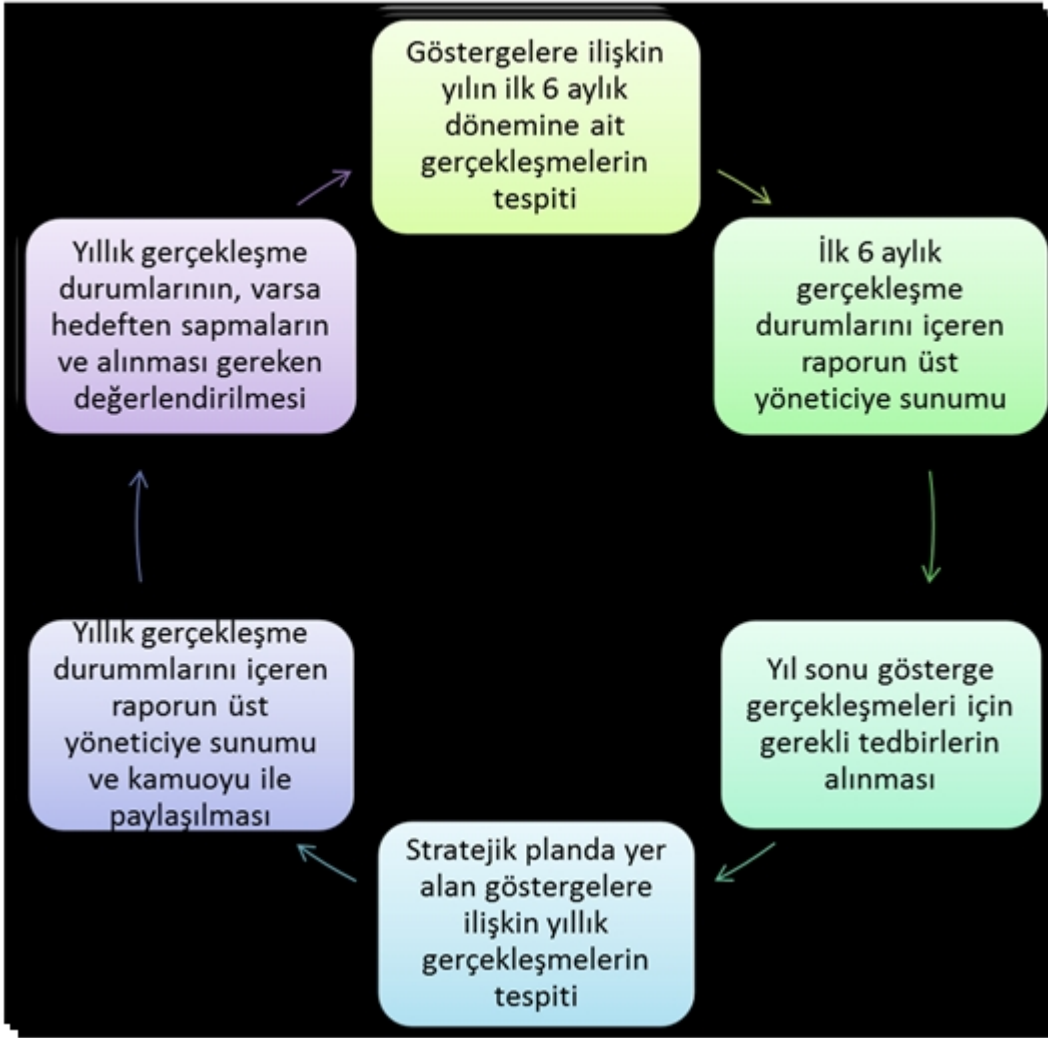 Göstergelere ilişkin
yılın ilk 6 aylık
dönemine ait
gerçekleşmelerin
tespiti
İlk 6 aylık
gerçekleşme
durumlarını içeren
raporun üst
yöneticiye sunumu
Yıl sonu gösterge
gerçekleşmeleri için
gerekli tedbirlerin
alınması
Stratejik planda yer
alan göstergelere
ilişkin yıllık
gerçekleşmelerin
tespiti
Yıllık gerçekleşme
durummlarını içeren
raporun üst
yöneticiye sunumu
ve kamuoyu ile
paylaşılması
Yıllık gerçekleşme
durumlarının, varsa
hedeften sapmaların
ve alınması gereken
değerlendirilmesi